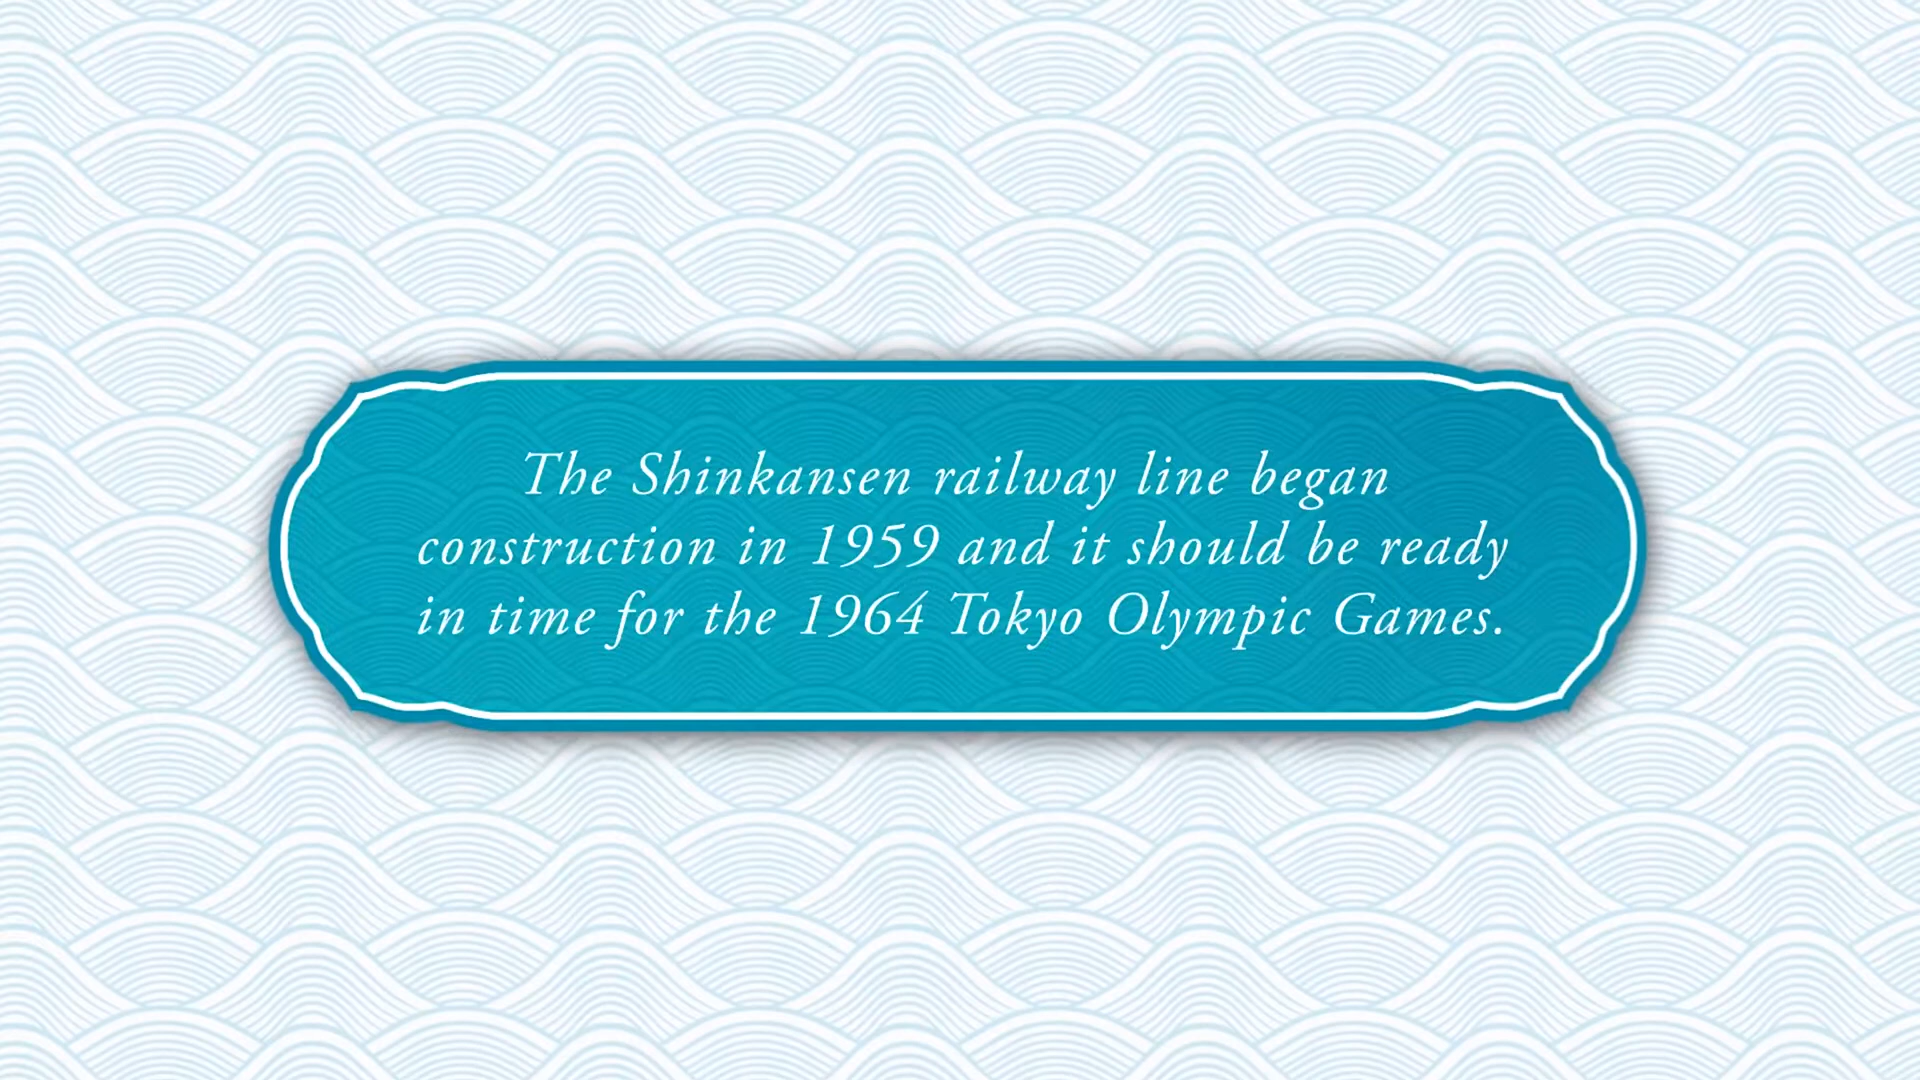 The Shinkansen railway line began
construction in 1959 and it should be ready
in time for the 1964 Tokyo Olympic Games.